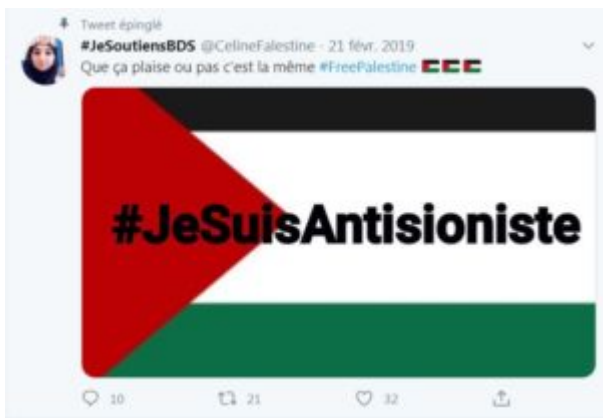 Tweet épinglé
#JeSoutiensBDS @CelineFalestine · 21 févr. 2019
Que ça plaise ou pas c'est la même #FreePalestine
#JeSuisAntisioniste
10 21 32